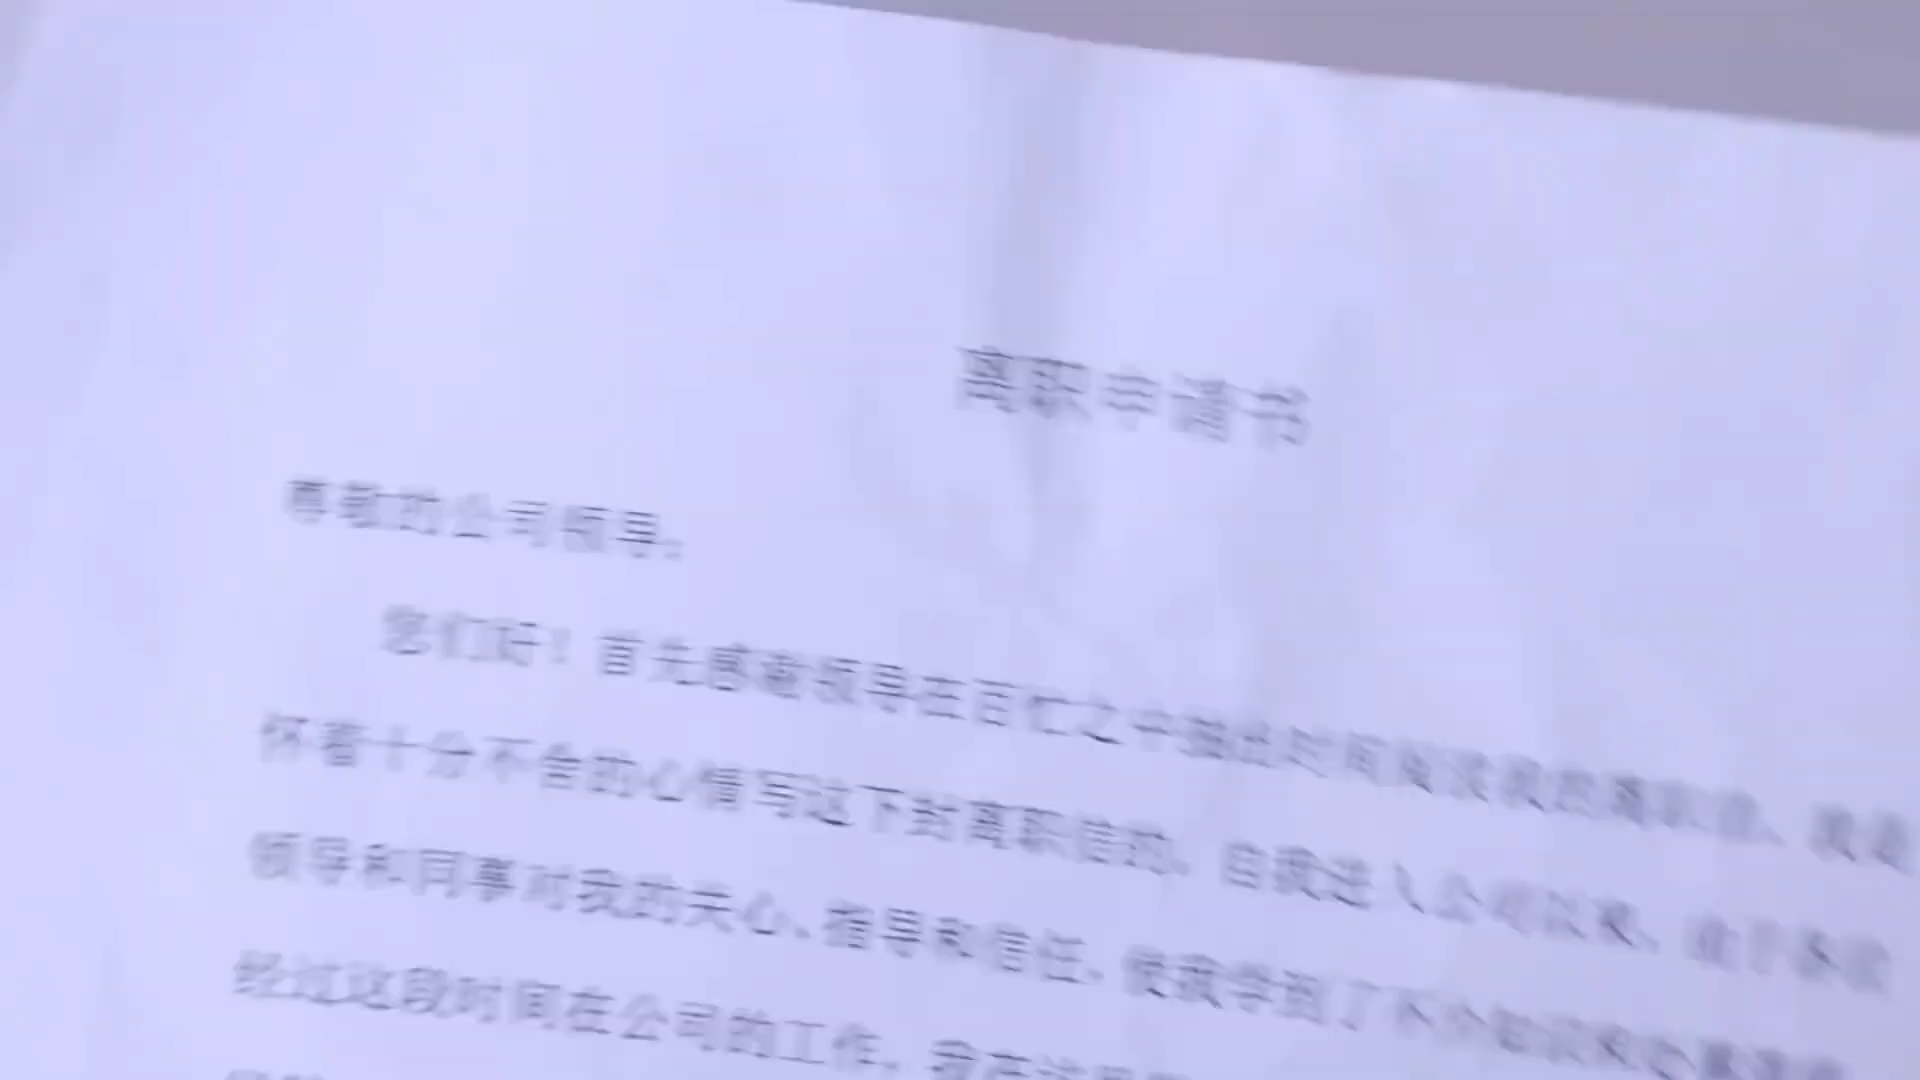 离职申请书
尊敬的公司领导：
您们好！首先感谢领导在百忙之中抽出时间阅读我的离职信，我是
怀着十分不舍的心情写这下封离职信的。自我进入公司以来，由于
领导和同事对我的关心、指导和信任，使我学到了不少知识
经过这段时间在公司的工作，我在